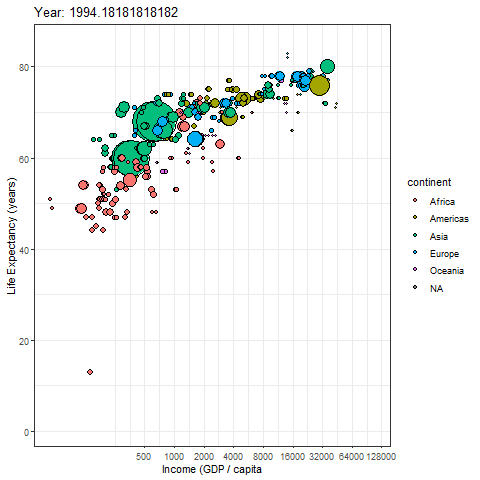 Year: 1994.18181818182
80
60
40
20
0
Life Expectancy (years)
500 1000 2000 4000 8000 16000 32000 64000 128000
Income (GDP / capita
continent
Africa
Americas
Asia
Europe
Oceania
NA